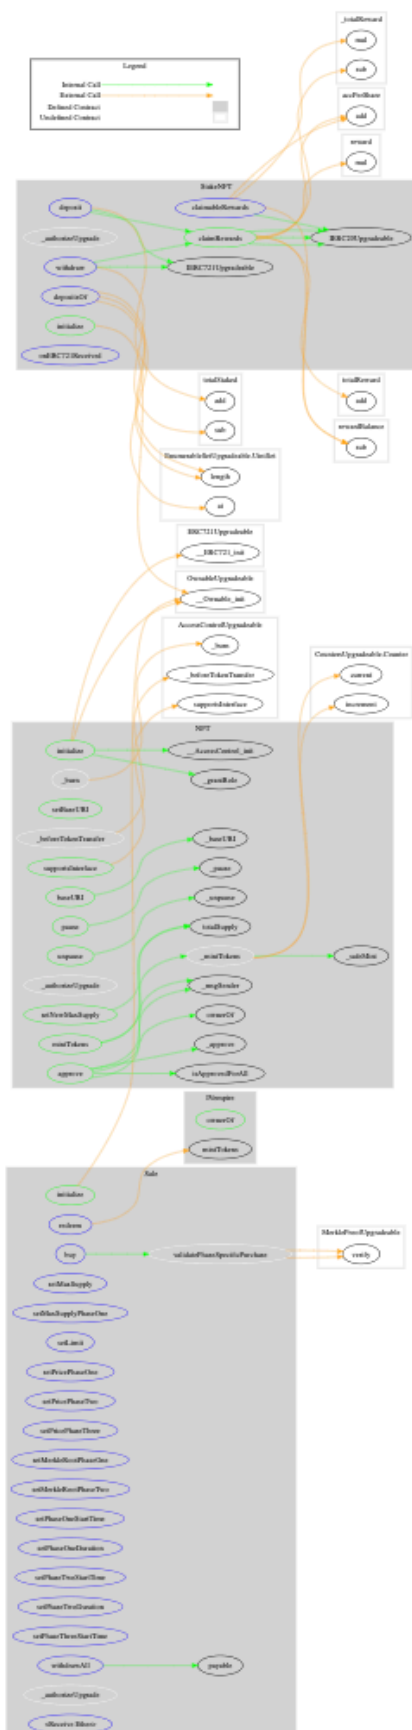 _totalReward
mul
sub
accPerShare
add
reward
mul
Legend
Internal Call
External Call
Defined Contract
Undefined Contract
StakeNFT
deposit
claimableRewards
_authorizeUpgrade
claimRewards
IERC20Upgradeable
withdraw
IERC721Upgradeable
depositsOf
initialize
onERC721Received
totalStaked
add
sub
totalReward
add
rewardBalance
sub
EnumerableSetUpgradeable.UintSet
length
at
ERC721Upgradeable
__ERC721_init
OwnableUpgradeable
__Ownable_init
AccessControlUpgradeable
_burn
_beforeTokenTransfer
supportsInterface
CountersUpgradeable.Counter
current
increment
NFT
initialize
__AccessControl_init
_burn
_grantRole
setBaseURI
_beforeTokenTransfer
_baseURI
supportsInterface
_pause
baseURI
_unpause
pause
totalSupply
unpause
_mintTokens
_safeMint
_authorizeUpgrade
_msgSender
setNewMaxSupply
ownerOf
mintTokens
_approve
approve
isApprovedForAll
ownerOf
mintTokens
Sale
initialize
redeem
buy
validatePhaseSpecificPurchase
MerkleProofUpgradeable
verify
setMaxSupply
setMaxSupplyPhaseOne
setLimit
setPricePhaseOne
setPricePhaseTwo
setPricePhaseThree
setMerkleRootPhaseOne
setMerkleRootPhaseTwo
setPhaseOneStartTime
setPhaseOneDuration
setPhaseTwoStartTime
setPhaseTwoDuration
setPhaseThreeStartTime
withdrawAll
payable
_authorizeUpgrade